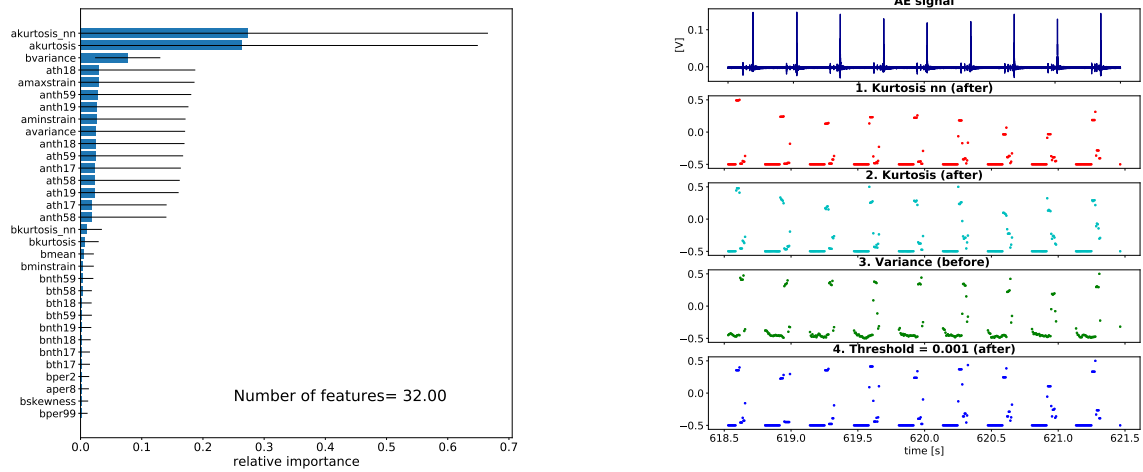 akurtosis_nn
akurtosis
bvariance
ath18
amaxstrain
anth59
anth19
aminstrain
avariance
anth18
ath59
anth17
ath58
ath19
ath17
anth58
bkurtosis_nn
bkurtosis
bmean
bminstrain
bnth59
bth58
bth18
bth59
bnth19
bnth18
bnth17
bth17
bper2
aper8
bskewness
bper99
Number of features= 32.00
0.0 0.1 0.2 0.3 0.4 0.5 0.6 0.7
relative importance
AE signal
0.1
0.0
[V]
1. Kurtosis nn (after)
0.5
0.0
−0.5
2. Kurtosis (after)
0.5
0.0
−0.5
3. Variance (before)
0.5
0.0
−0.5
4. Threshold = 0.001 (after)
0.5
0.0
−0.5
618.5 619.0 619.5 620.0 620.5 621.0 621.5
time [s]